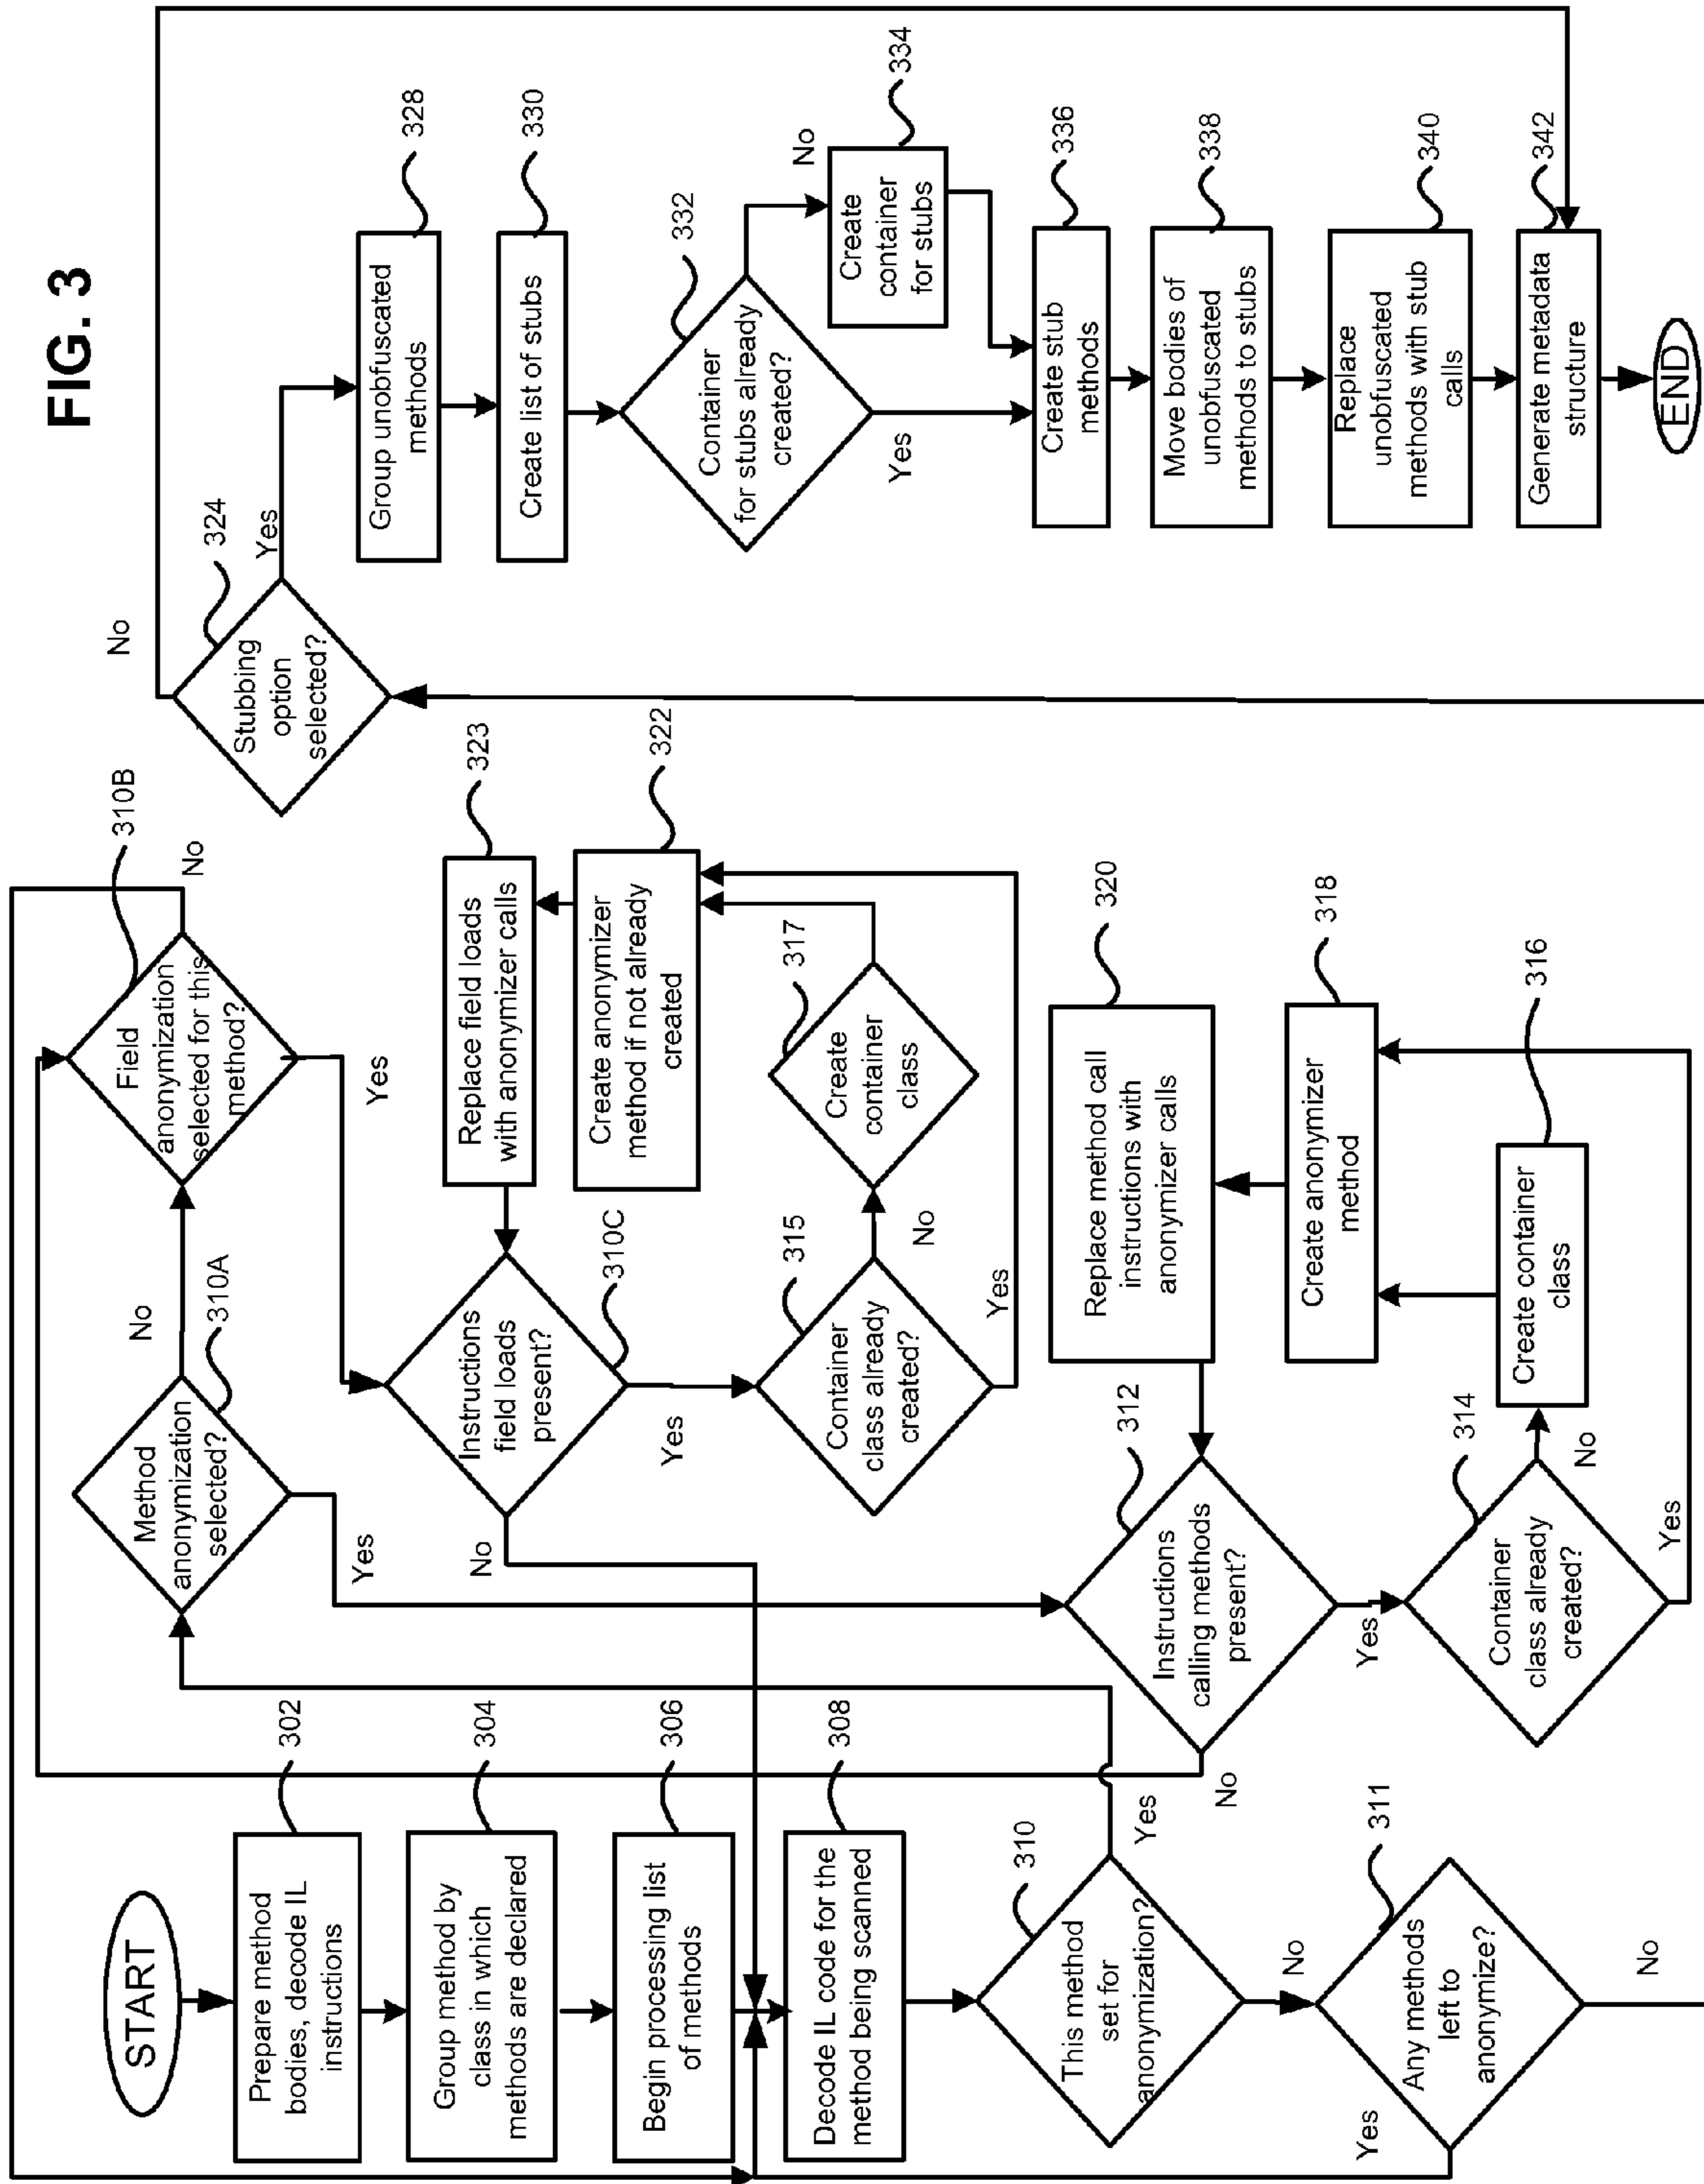 FIG. 3
START
Prepare method
bodies, decode IL
instructions
302
Group method by
class in which
methods are declared
304
Begin processing list
of methods
306
Decode IL code for the
method being scanned
308
This method
set for
anonymization?
310
Yes
No
Any methods
left to
anonymize?
311
Yes
No
Method
anonymization
selected?
310A
No
Yes
Field
anonymization
selected for this
method?
310B
No
Yes
Instructions
field loads
present?
310C
No
Yes
Container
class already
created?
315
No
Yes
Create
container
class
317
Create anonymizer
method if not already
created
322
Replace field loads
with anonymizer calls
323
Instructions
calling methods
present?
312
No
Yes
Container
class already
created?
314
No
Yes
Create container
class
316
Create anonymizer
method
318
Replace method call
instructions with
anonymizer calls
320
Stubbing
option
selected?
324
No
Yes
Group unobfuscated
methods
328
Create list of stubs
330
Container
for stubs already
created?
332
No
Yes
Create
container
for stubs
334
Create stub
methods
336
Move bodies of
unobfuscated
methods to stubs
338
Replace
unobfuscated
methods with stub
calls
340
Generate metadata
structure
342
END